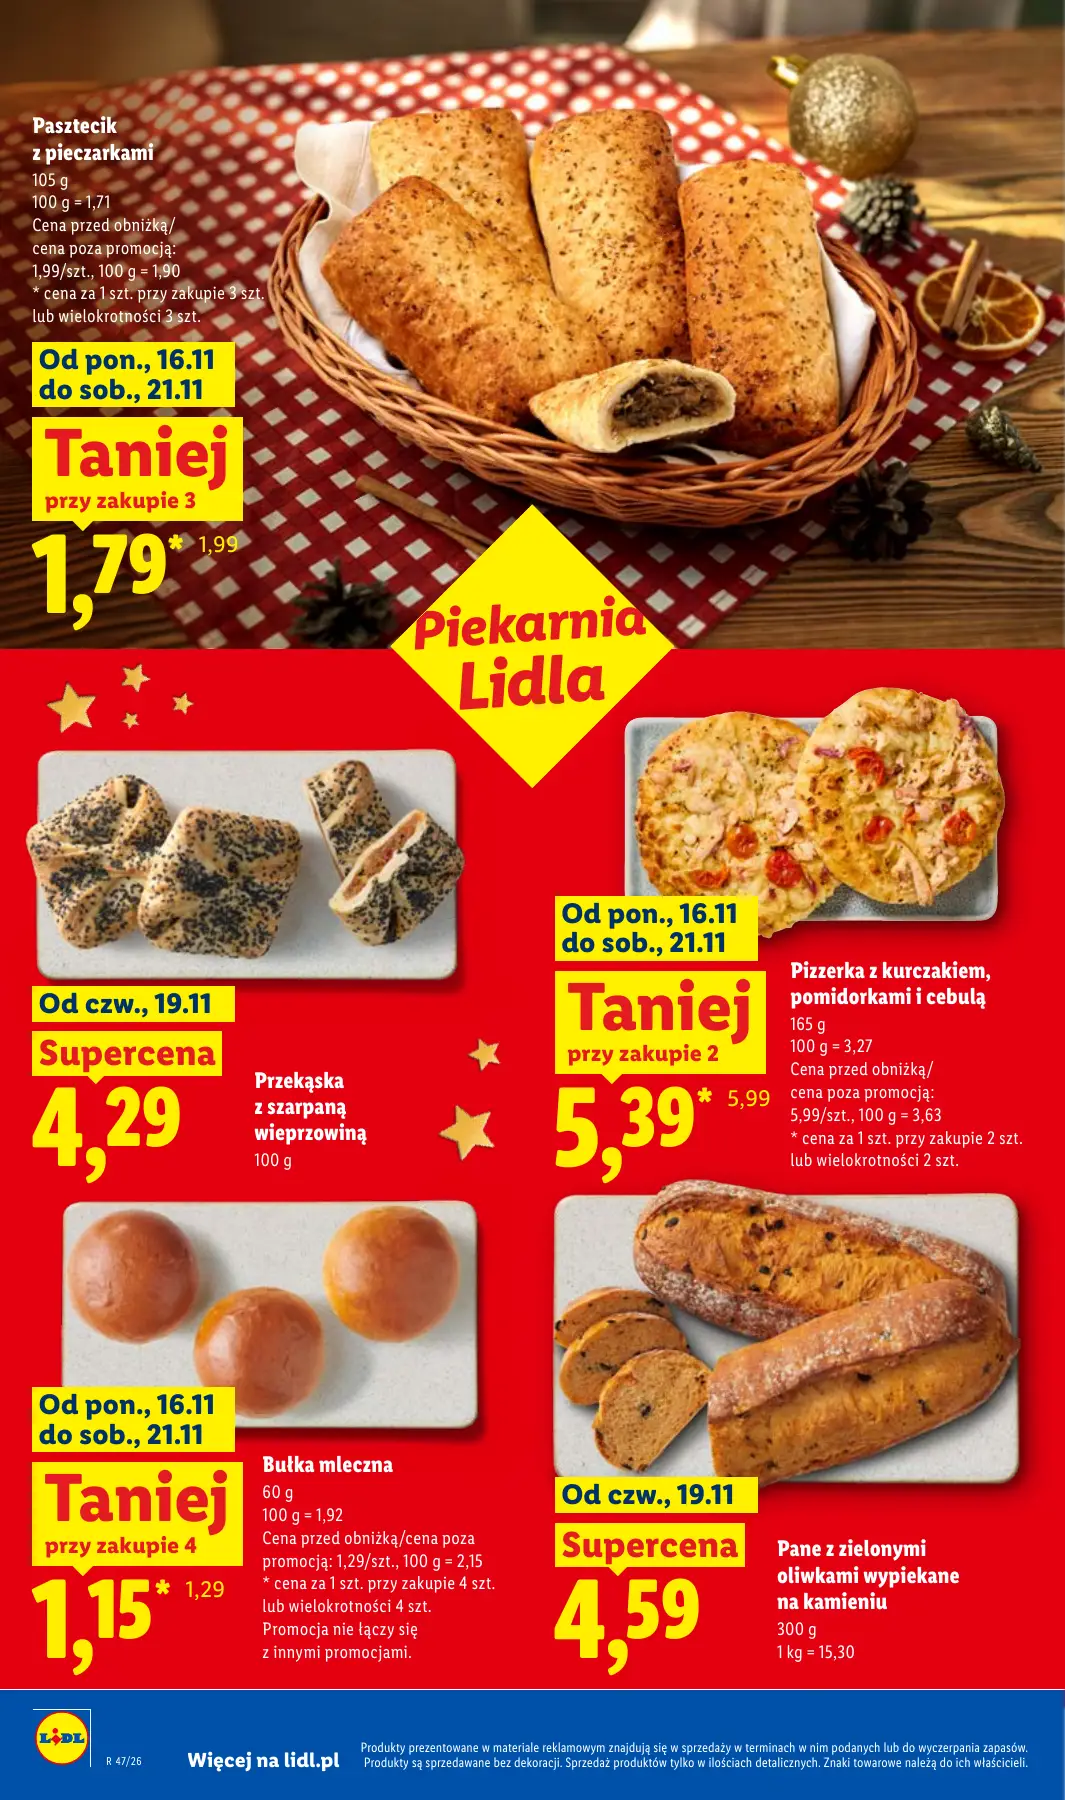 Pasztecik
z pieczarkami
105 g
100 g = 1,71
Cena przed obniżką/
cena poza promocją:
1,99/szt., 100 g = 1,90
* cena za 1 szt. przy zakupie 3 szt.
lub wielokrotności 3 szt.
Od pon., 16.11
do sob., 21.11
Taniej
przy zakupie 3
1,79* 1,99
Piekarnia
Lidla
Od czw., 19.11
Supercena
4,29
Przekąska
z szarpaną
wieprzowiną
100 g
Od pon., 16.11
do sob., 21.11
Taniej
przy zakupie 2
5,39* 5,99
Pizzerka z kurczakiem,
pomidorkami i cebulą
165 g
100 g = 3,27
Cena przed obniżką/
cena poza promocją:
5,99/szt., 100 g = 3,63
* cena za 1 szt. przy zakupie 2 szt.
lub wielokrotności 2 szt.
Od pon., 16.11
do sob., 21.11
Taniej
przy zakupie 4
1,15* 1,29
Bułka mleczna
60 g
100 g = 1,92
Cena przed obniżką/cena poza
promocją: 1,29/szt., 100 g = 2,15
* cena za 1 szt. przy zakupie 4 szt.
lub wielokrotności 4 szt.
Promocja nie łączy się
z innymi promocjami.
Od czw., 19.11
Supercena
4,59
Pane z zielonymi
oliwkami wypiekane
na kamieniu
300 g
1 kg = 15,30
LIDL
R 47/26
Więcej na lidl.pl
Produkty prezentowane w materiale reklamowym znajdują się w sprzedaży w terminach w nim podanych lub do wyczerpania zapasów.
Produkty są sprzedawane bez dekoracji. Sprzedaż produktów tylko w ilościach detalicznych. Znaki towarowe należą do ich właścicieli.